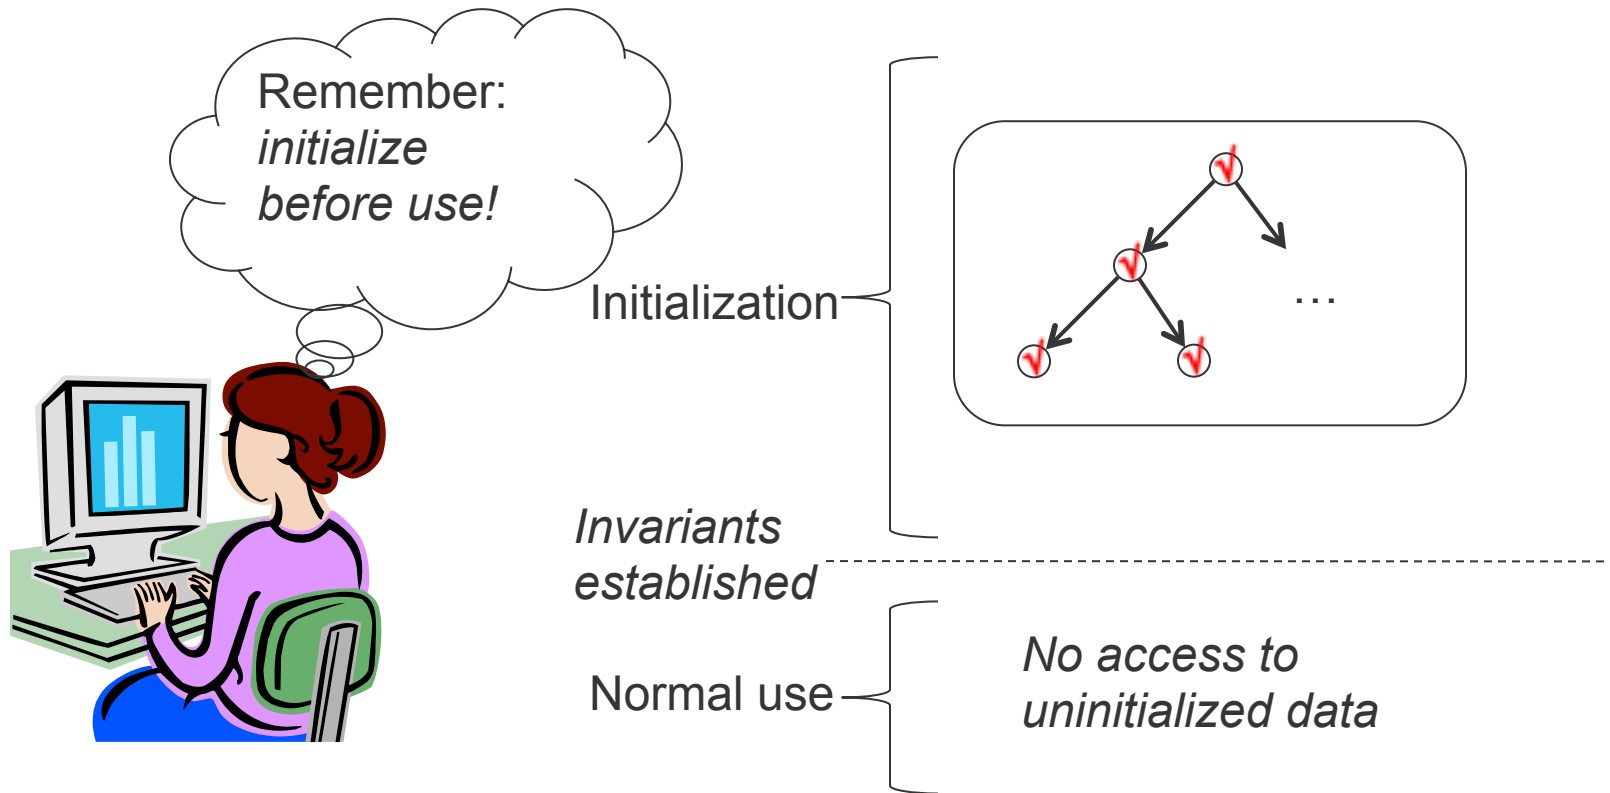 Remember:
initialize
before use!
Initialization
√
√
√
√
...
Invariants
established
Normal use
No access to
uninitialized data